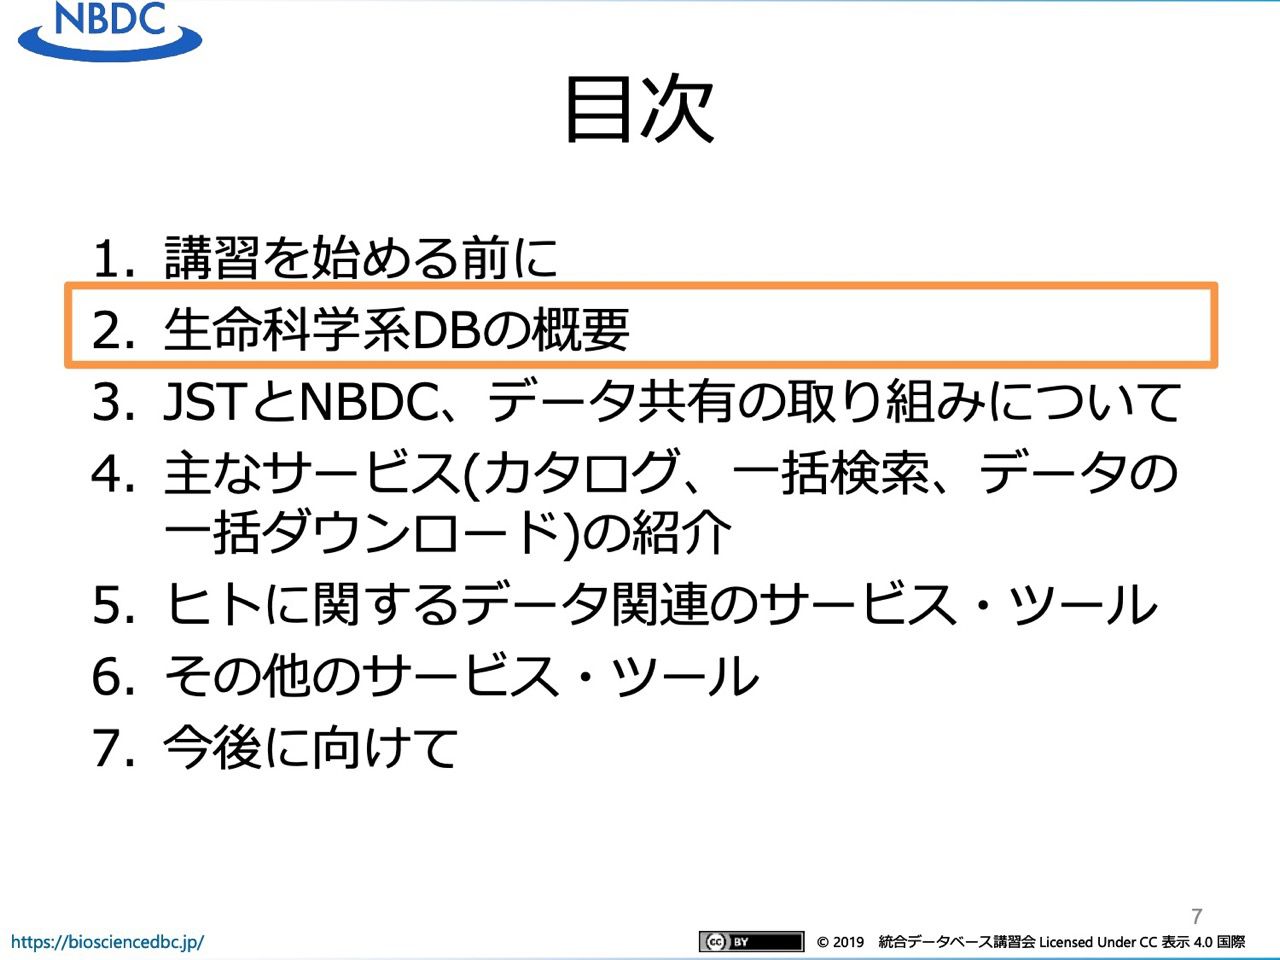 NBDC
目次
1. 講習を始める前に
2. 生命科学系DBの概要
3. JSTとNBDC、データ共有の取り組みについて
4. 主なサービス(カタログ、一括検索、データの
一括ダウンロード)の紹介
5. ヒトに関するデータ関連のサービス・ツール
6. その他のサービス・ツール
7. 今後に向けて
7
https://biosciencedbc.jp/
cc BY
© 2019 統合データベース講習会 Licensed Under CC 表示 4.0 国際